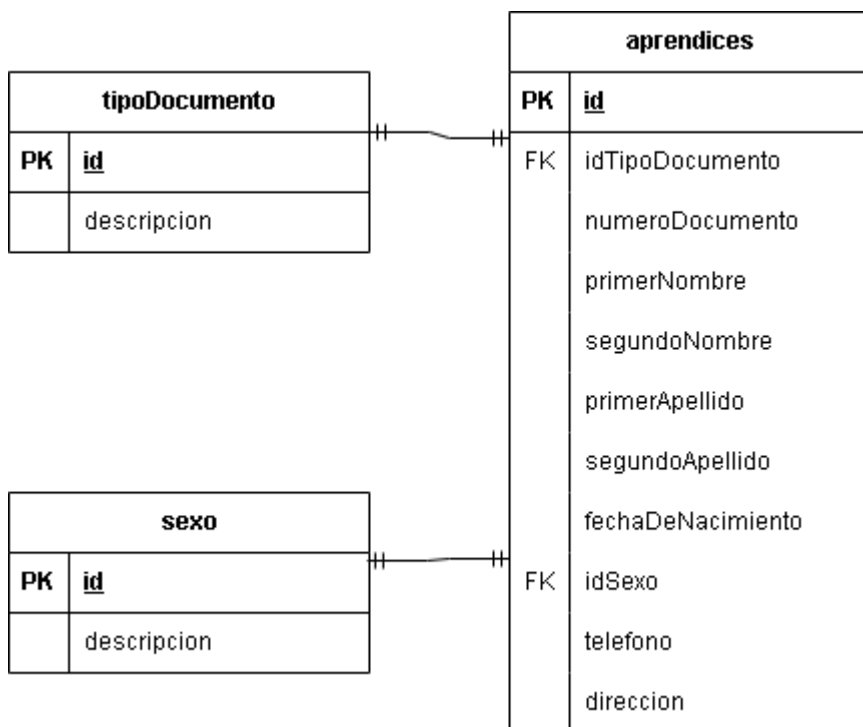 tipoDocumento
PK id
descripcion
sexo
PK id
descripcion
aprendices
PK id
FK idTipoDocumento
numeroDocumento
primerNombre
segundoNombre
primerApellido
segundoApellido
fechaDeNacimiento
FK idSexo
telefono
direccion